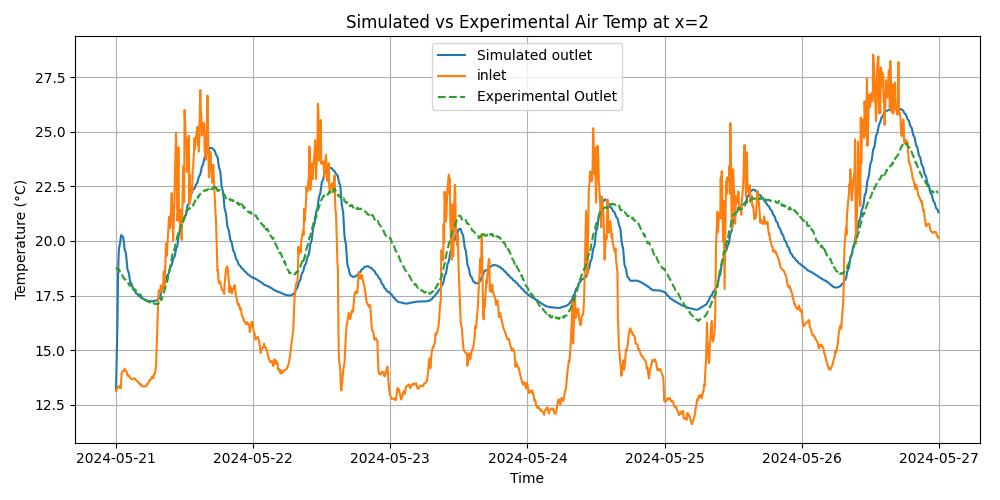 Simulated vs Experimental Air Temp at x=2
Simulated outlet
inlet
Experimental Outlet
Temperature (°C)
27.5
25.0
22.5
20.0
17.5
15.0
12.5
2024-05-21 2024-05-22 2024-05-23 2024-05-24 2024-05-25 2024-05-26 2024-05-27
Time